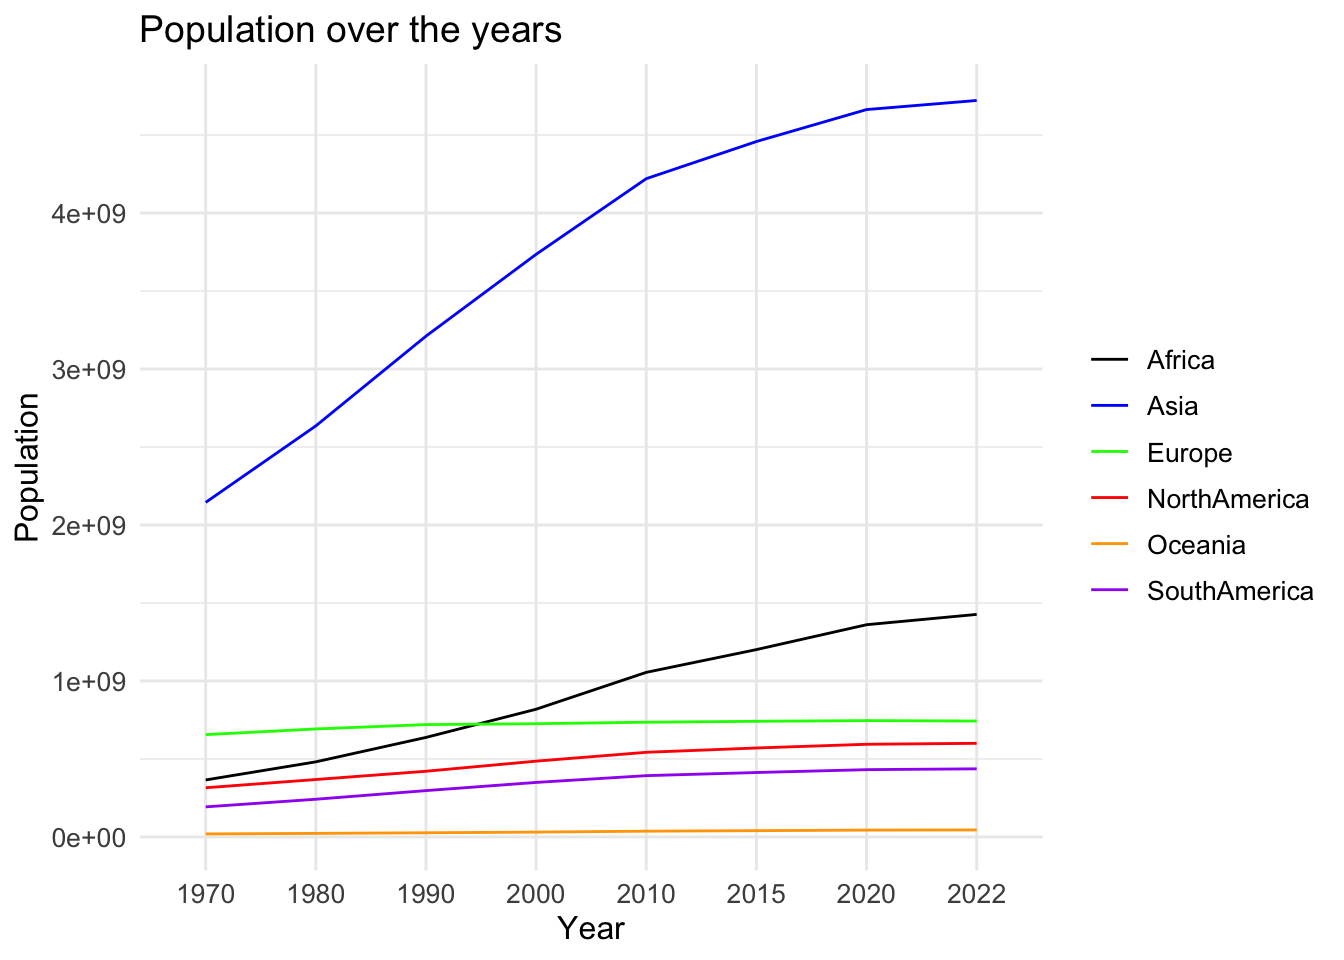 Population over the years
Population
4e+09
3e+09
2e+09
1e+09
0e+00
1970 1980 1990 2000 2010 2015 2020 2022
Year
Africa
Asia
Europe
NorthAmerica
Oceania
SouthAmerica